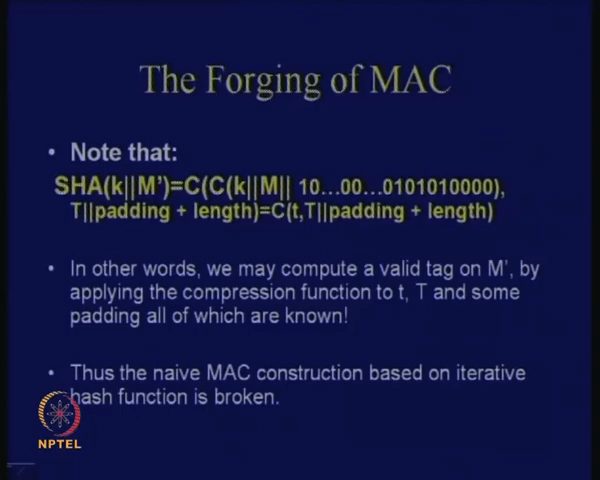 The Forging of MAC
• Note that:
SHA(k||M')=C(C(k||M|| 10...00...0101010000),
T||padding + length)=C(t,T||padding + length)
• In other words, we may compute a valid tag on M', by
applying the compression function to t, T and some
padding all of which are known!
• Thus the naive MAC construction based on iterative
hash function is broken.
NPTEL